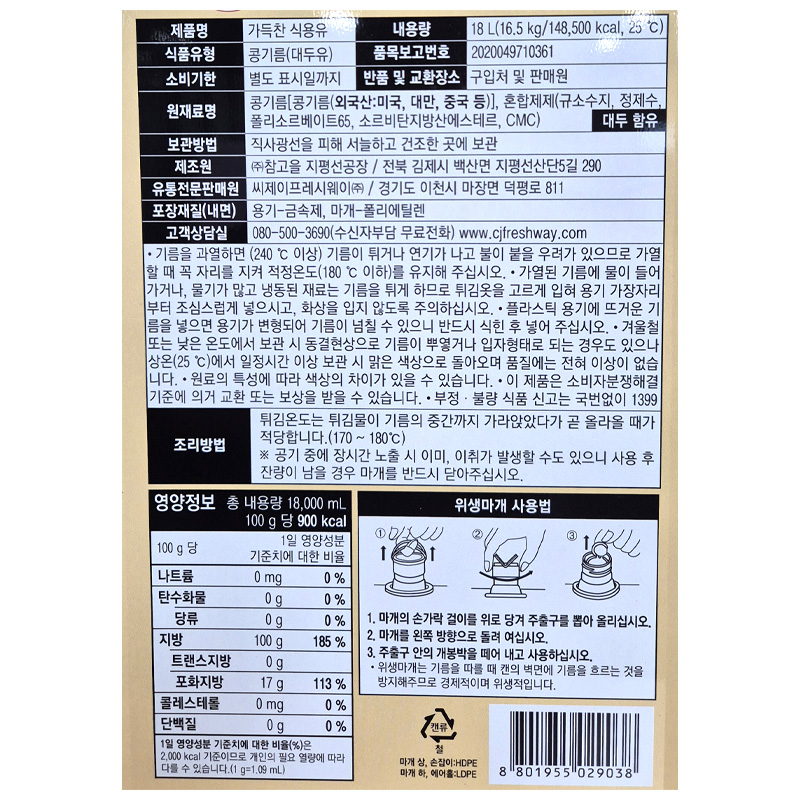 제품명 가득찬 식용유 내용량 18 L(16.5 kg/148,500 kcal, 25 ℃)
식품유형 콩기름(대두유) 품목보고번호 2020049710361
소비기한 별도 표시일까지 반품 및 교환장소 구입처 및 판매원
원재료명 콩기름[콩기름(외국산:미국, 대만, 중국 등)], 혼합제제(규소수지, 정제수,
폴리소르베이트65, 소르비탄지방산에스테르, CMC) 대두 함유
보관방법 직사광선을 피해 서늘하고 건조한 곳에 보관
제조원 ㈜참고을 지평선공장 / 전북 김제시 백산면 지평선산단5길 290
유통전문판매원 씨제이프레시웨이㈜ / 경기도 이천시 마장면 덕평로 811
포장재질(내면) 용기-금속제, 마개-폴리에틸렌
고객상담실 080-500-3690(수신자부담 무료전화) www.cjfreshway.com
• 기름을 과열하면 (240 ℃ 이상) 기름이 튀거나 연기가 나고 불이 붙을 우려가 있으므로 가열
할 때 꼭 자리를 지켜 적정온도(180 ℃ 이하)를 유지해 주십시오. • 가열된 기름에 물이 들어
가거나, 물기가 많고 냉동된 재료는 기름을 튀게 하므로 튀김옷을 고르게 입혀 용기 가장자리
부터 조심스럽게 넣으시고, 화상을 입지 않도록 주의하십시오. • 플라스틱 용기에 뜨거운 기
름을 넣으면 용기가 변형되어 기름이 넘칠 수 있으니 반드시 식힌 후 넣어 주십시오. • 겨울철
또는 낮은 온도에서 보관 시 동결현상으로 기름이 뿌옇거나 입자형태로 되는 경우도 있으나
상온(25 ℃)에서 일정시간 이상 보관 시 맑은 색상으로 돌아오며 품질에는 전혀 이상이 없습
니다. • 원료의 특성에 따라 색상의 차이가 있을 수 있습니다. • 이 제품은 소비자분쟁해결
기준에 의거 교환 또는 보상을 받을 수 있습니다. • 부정 · 불량 식품 신고는 국번없이 1399
조리방법
튀김온도는 튀김물이 기름의 중간까지 가라앉았다가 곧 올라올 때가
적당합니다.(170 ~ 180℃)
※ 공기 중에 장시간 노출 시 이미, 이취가 발생할 수도 있으니 사용 후
잔량이 남을 경우 마개를 반드시 닫아주십시오.
영양정보 총 내용량 18,000 mL
100 g 당 900 kcal
100 g 당 1일 영양성분
기준치에 대한 비율
나트륨 0 mg 0 %
탄수화물 0 g 0 %
당류 0 g 0 %
지방 100 g 185 %
트랜스지방 0 g
포화지방 17 g 113 %
콜레스테롤 0 mg 0 %
단백질 0 g 0 %
1일 영양성분 기준치에 대한 비율(%)은
2,000 kcal 기준이므로 개인의 필요 열량에 따라
다를 수 있습니다.(1 g=1.09 mL)
위생마개 사용법
① ② ③
1. 마개의 손가락 걸이를 위로 당겨 주출구를 뽑아 올리십시오.
2. 마개를 왼쪽 방향으로 돌려 여십시오.
3. 주출구 안의 개봉박을 떼어 내고 사용하십시오.
• 위생마개는 기름을 따를 때 캔의 벽면에 기름을 흐르는 것을
방지해주므로 경제적이며 위생적입니다.
캔류
철
마개 상, 손잡이:HDPE
마개 하, 에어홀:LDPE
8 801955 029038